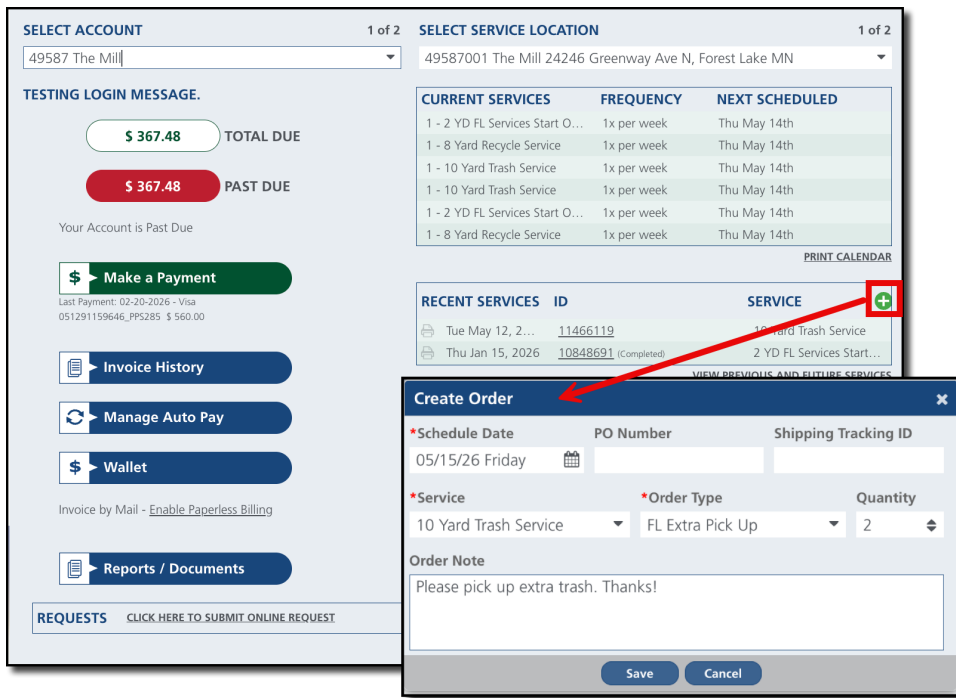 SELECT ACCOUNT 1 of 2
49587 The Mill
TESTING LOGIN MESSAGE.
$ 367.48 TOTAL DUE
$ 367.48 PAST DUE
Your Account is Past Due
$ Make a Payment
Last Payment: 02-20-2026 - Visa
051291159646_PPS285 $ 560.00
Invoice History
Manage Auto Pay
$ Wallet
Invoice by Mail - Enable Paperless Billing
Reports / Documents
REQUESTS CLICK HERE TO SUBMIT ONLINE REQUEST
SELECT SERVICE LOCATION 1 of 2
49587001 The Mill 24246 Greenway Ave N, Forest Lake MN
CURRENT SERVICES FREQUENCY NEXT SCHEDULED
1 - 2 YD FL Services Start O... 1x per week Thu May 14th
1 - 8 Yard Recycle Service 1x per week Thu May 14th
1 - 10 Yard Trash Service 1x per week Thu May 14th
1 - 10 Yard Trash Service 1x per week Thu May 14th
1 - 2 YD FL Services Start O... 1x per week Thu May 14th
1 - 8 Yard Recycle Service 1x per week Thu May 14th
PRINT CALENDAR
RECENT SERVICES ID SERVICE
Tue May 12, 2... 11466119 10 Yard Trash Service
Thu Jan 15, 2026 10848691 (Completed) 2 YD FL Services Start...
VIEW PREVIOUS AND FUTURE SERVICES
Create Order
*Schedule Date PO Number Shipping Tracking ID
05/15/26 Friday
*Service *Order Type Quantity
10 Yard Trash Service FL Extra Pick Up 2
Order Note
Please pick up extra trash. Thanks!
Save Cancel